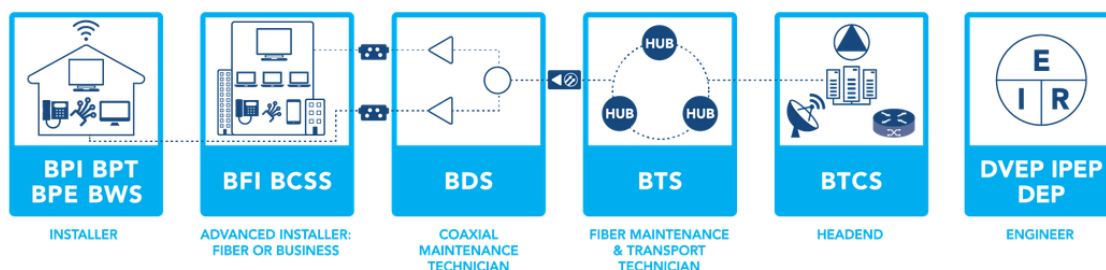 HUB
HUB
HUB
E
I R
BPI BPT
BPE BWS
BFI BCSS
BDS
BTS
BTCS
DVEP IPEP
DEP
INSTALLER
ADVANCED INSTALLER:
FIBER OR BUSINESS
COAXIAL
MAINTENANCE
TECHNICIAN
FIBER MAINTENANCE
& TRANSPORT
TECHNICIAN
HEADEND
ENGINEER